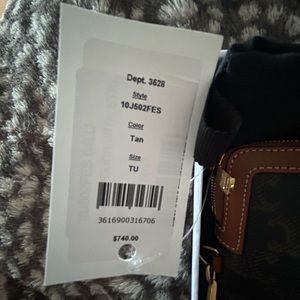 Dept. 3628
Style
10J502FES
Color
Tan
Size
TU
3616900316706
$740.00